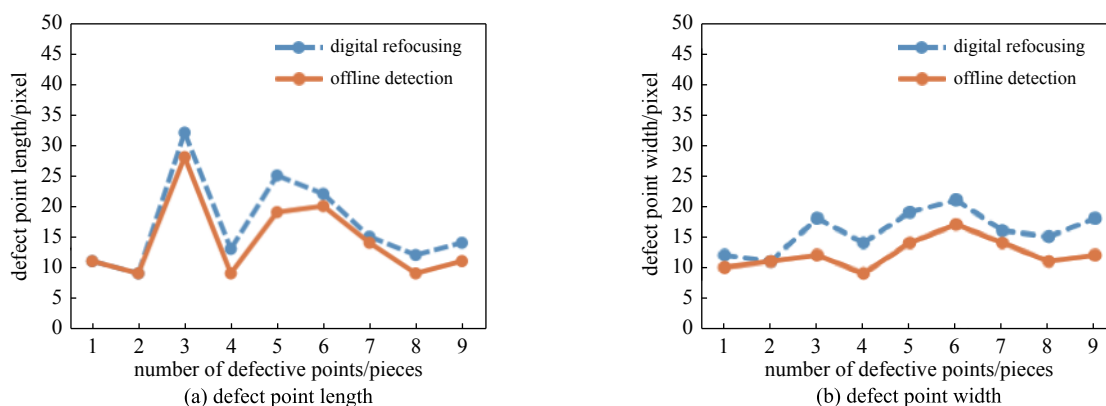 defect point length/pixel
50
45
40
35
30
25
20
15
10
5
0
digital refocusing
offline detection
1 2 3 4 5 6 7 8 9
number of defective points/pieces
(a) defect point length
defect point width/pixel
50
45
40
35
30
25
20
15
10
5
0
digital refocusing
offline detection
1 2 3 4 5 6 7 8 9
number of defective points/pieces
(b) defect point width